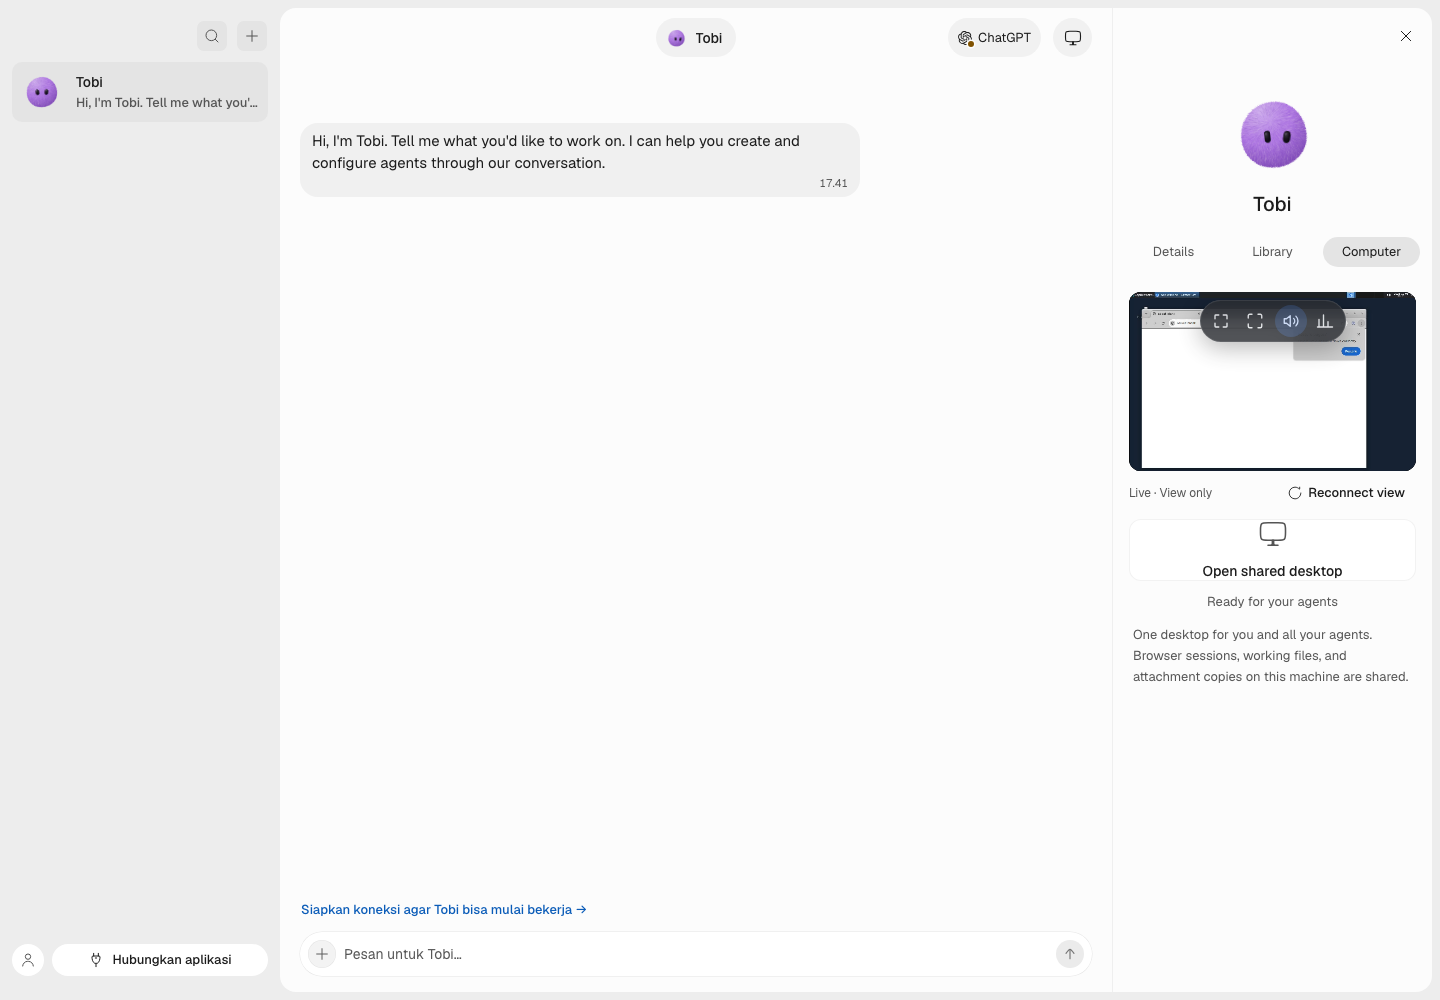 Tobi
Hi, I'm Tobi. Tell me what you'...
Hubungkan aplikasi
Tobi
ChatGPT
Hi, I'm Tobi. Tell me what you'd like to work on. I can help you create and
configure agents through our conversation.
17.41
Siapkan koneksi agar Tobi bisa mulai bekerja →
Pesan untuk Tobi...
Tobi
Details
Library
Computer
Live · View only
Reconnect view
Open shared desktop
Ready for your agents
One desktop for you and all your agents.
Browser sessions, working files, and
attachment copies on this machine are shared.